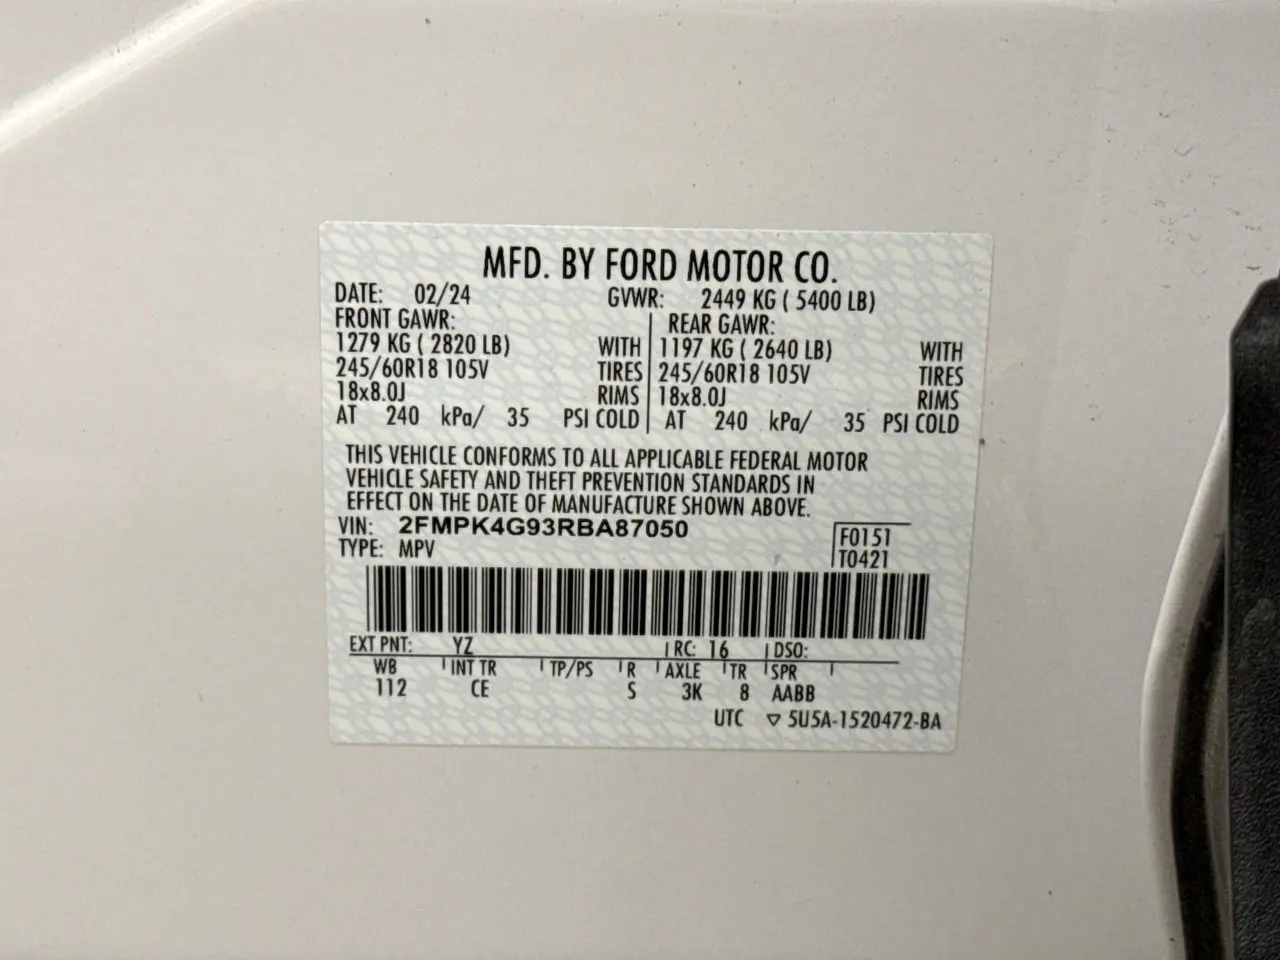 MFD. BY FORD MOTOR CO.
DATE: 02/24 GVWR: 2449 KG ( 5400 LB)
FRONT GAWR: REAR GAWR:
1279 KG ( 2820 LB) WITH 1197 KG ( 2640 LB) WITH
245/60R18 105V TIRES 245/60R18 105V TIRES
18x8.0J RIMS 18x8.0J RIMS
AT 240 kPa/ 35 PSI COLD AT 240 kPa/ 35 PSI COLD
THIS VEHICLE CONFORMS TO ALL APPLICABLE FEDERAL MOTOR
VEHICLE SAFETY AND THEFT PREVENTION STANDARDS IN
EFFECT ON THE DATE OF MANUFACTURE SHOWN ABOVE.
VIN: 2FMPK4G93RBA87050
F0151
TYPE: MPV
T0421
EXT PNT: YZ RC: 16 DSO:
WB INT TR TP/PS R AXLE TR SPR
112 CE S 3K 8 AABB
UTC ▽ 5U5A-1520472-BA